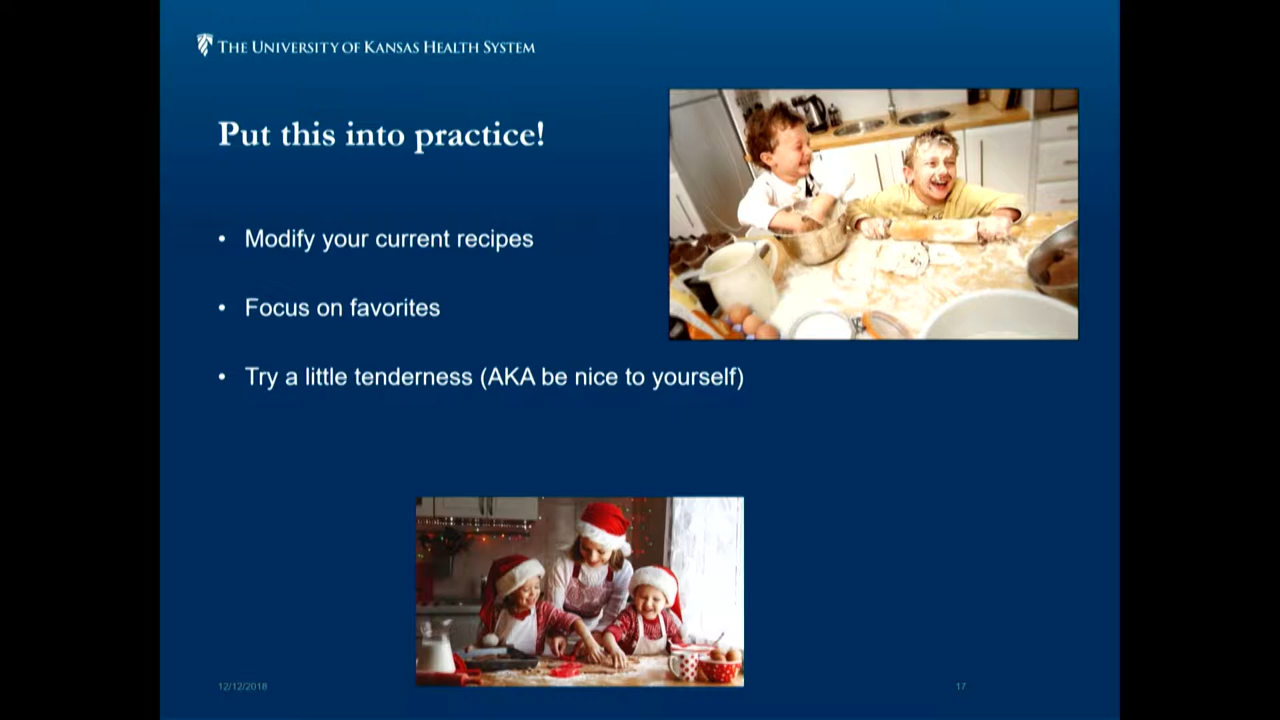 THE UNIVERSITY OF KANSAS HEALTH SYSTEM
Put this into practice!
• Modify your current recipes
• Focus on favorites
• Try a little tenderness (AKA be nice to yourself)
12/12/2018
17